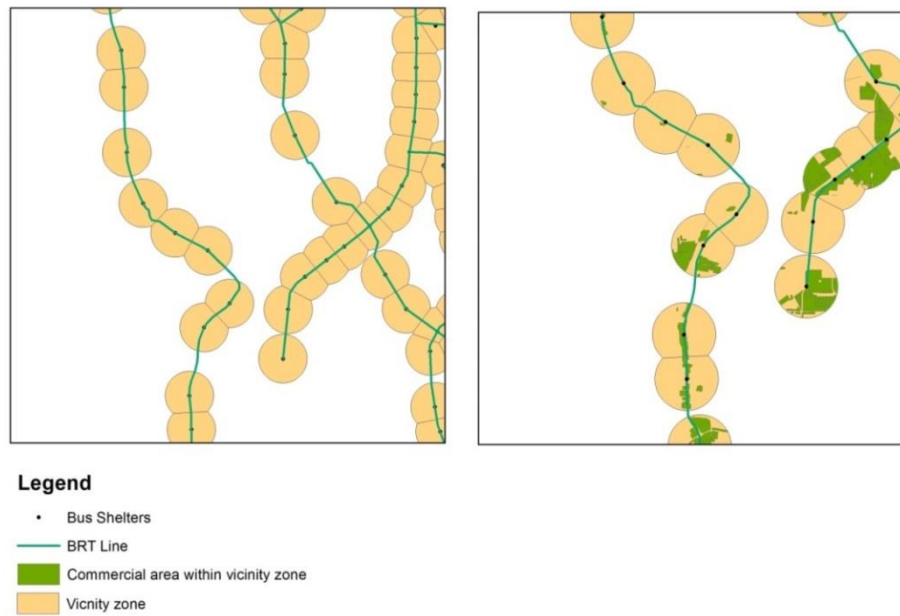 Legend
Bus Shelters
BRT Line
Commercial area within vicinity zone
Vicnity zone